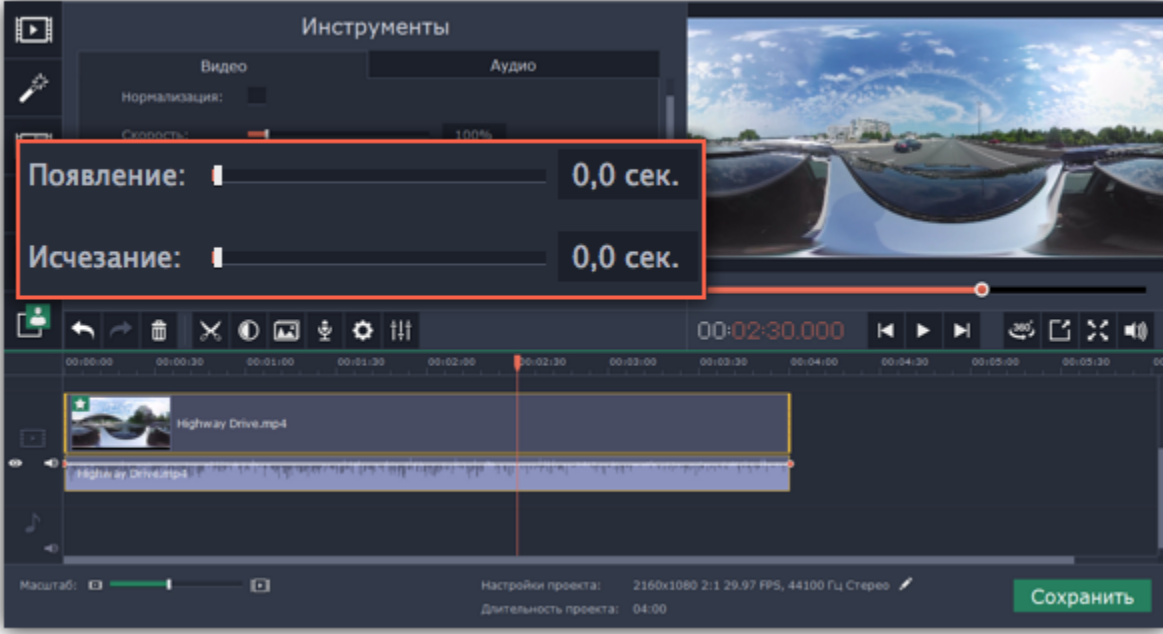 Инструменты
Видео
Аудио
Нормализация:
Скорость:
100%
Появление:
0,0 сек.
Исчезание:
0,0 сек.
00:02:30.000
360°
00:00:00 00:00:30 00:01:00 00:01:30 00:02:00 00:02:30 00:03:00 00:03:30 00:04:00 00:04:30 00:05:00 00:05:30 00
Highway Drive.mp4
Highway Drive.mp4
Масштаб:
Настройки проекта: 2160x1080 2:1 29.97 FPS, 44100 Гц Стерео
Длительность проекта: 04:00
Сохранить